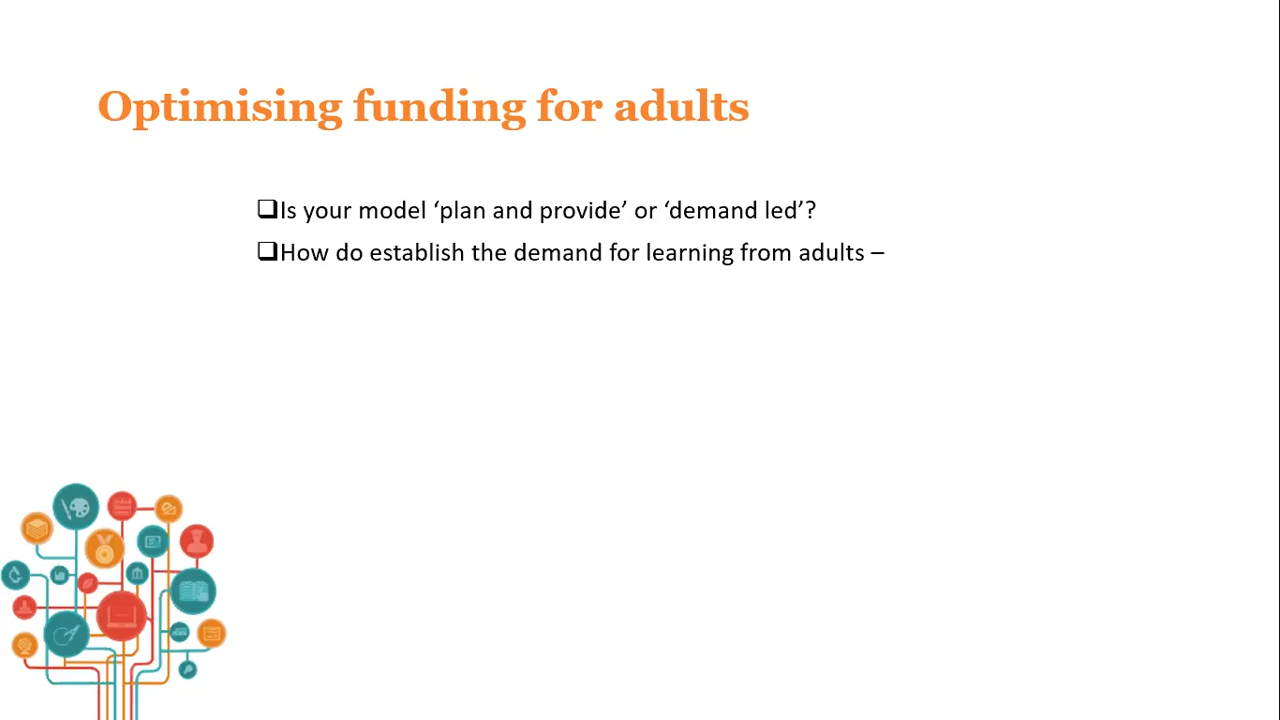 Optimising funding for adults
❑Is your model ‘plan and provide’ or ‘demand led’?
❑How do establish the demand for learning from adults –